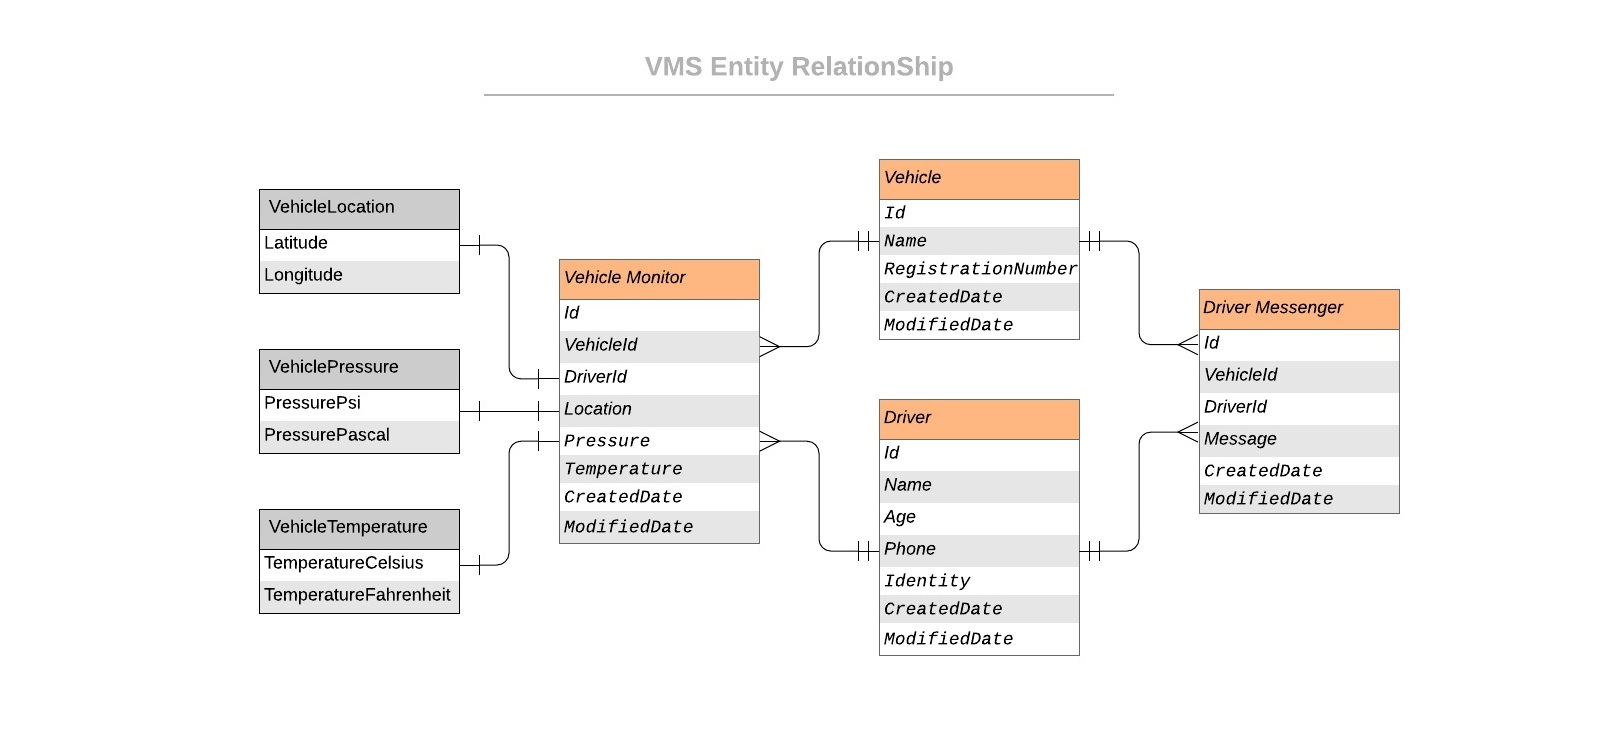 VMS Entity RelationShip
VehicleLocation
Latitude
Longitude
VehiclePressure
PressurePsi
PressurePascal
VehicleTemperature
TemperatureCelsius
TemperatureFahrenheit
Vehicle Monitor
Id
VehicleId
DriverId
Location
Pressure
Temperature
CreatedDate
ModifiedDate
Vehicle
Id
Name
RegistrationNumber
CreatedDate
ModifiedDate
Driver
Id
Name
Age
Phone
Identity
CreatedDate
ModifiedDate
Driver Messenger
Id
VehicleId
DriverId
Message
CreatedDate
ModifiedDate